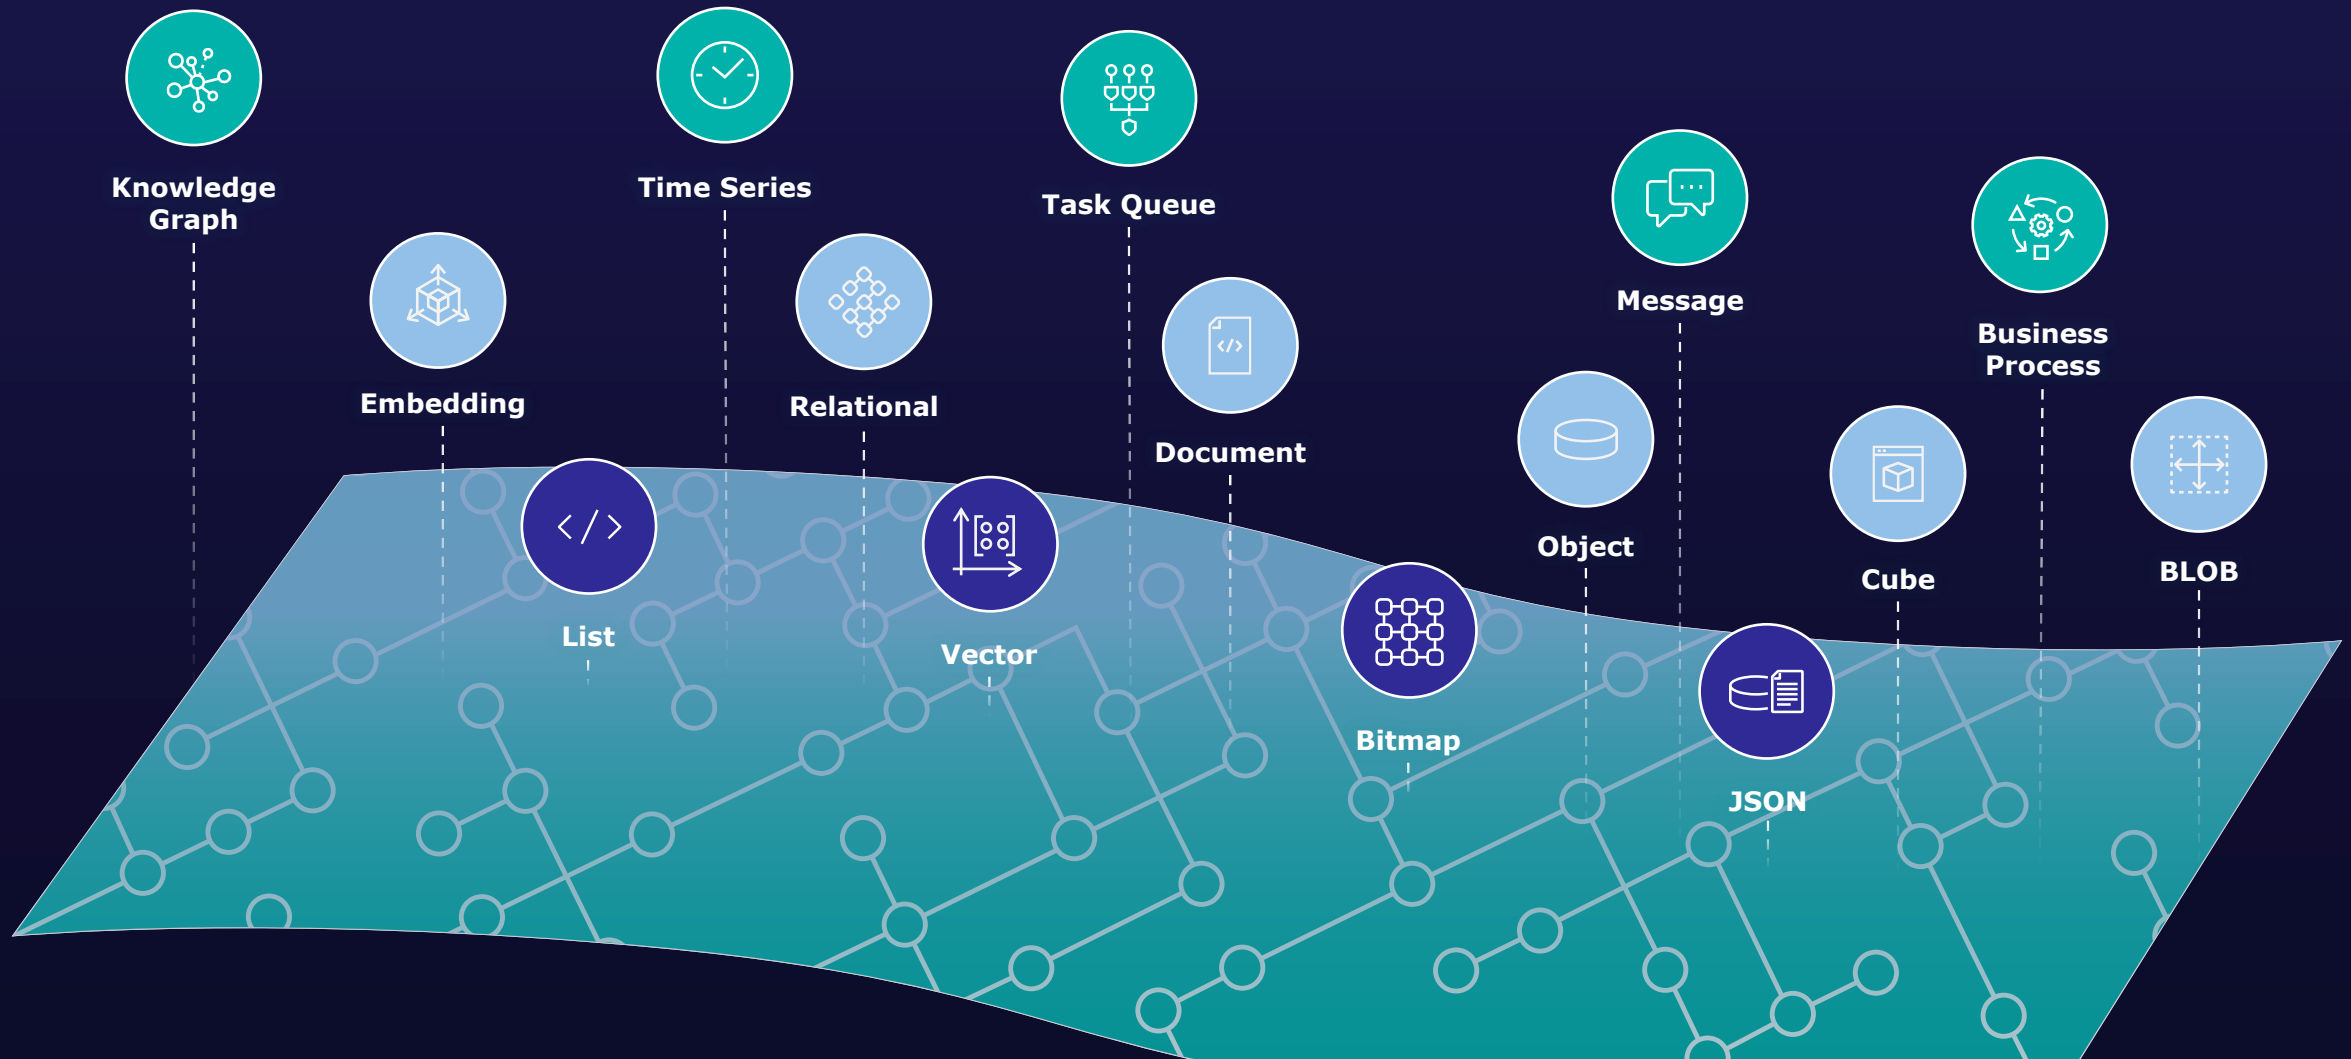 Knowledge
Graph
Time Series
Task Queue
Message
Business
Process
Embedding
Relational
Document
Object
Cube
BLOB
List
Vector
Bitmap
JSON